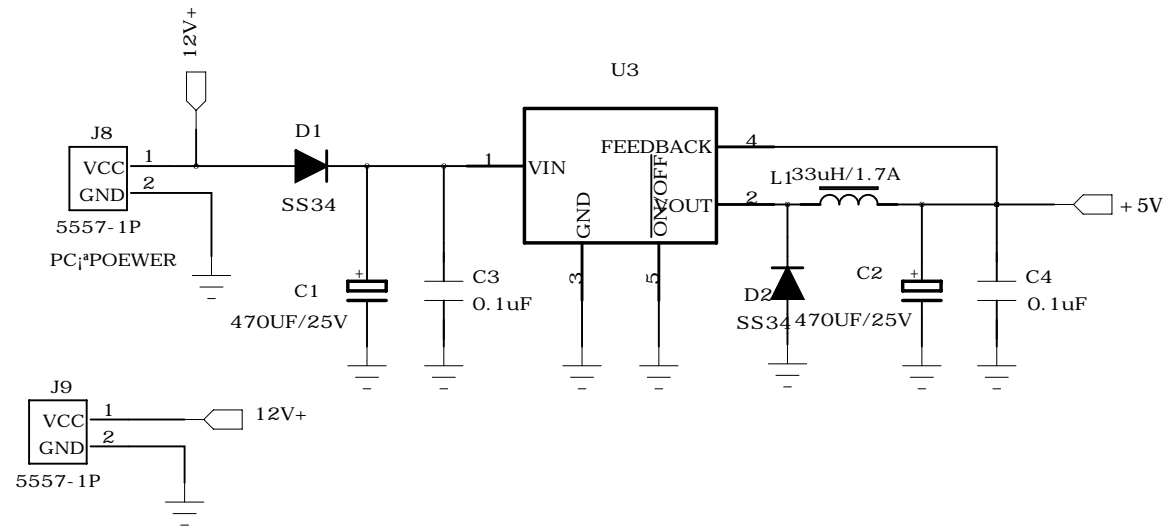 12V+
U3
J8
VCC
1
GND
2
5557-1P
PC¡ªPOEWER
D1
SS34
1
VIN
FEEDBACK
4
GND
3
ON/OFF
5
VOUT
2
L1
33uH/1.7A
+5V
C1
470UF/25V
+
C3
0.1uF
D2
SS34
C2
470UF/25V
+
C4
0.1uF
J9
VCC
1
GND
2
5557-1P
12V+